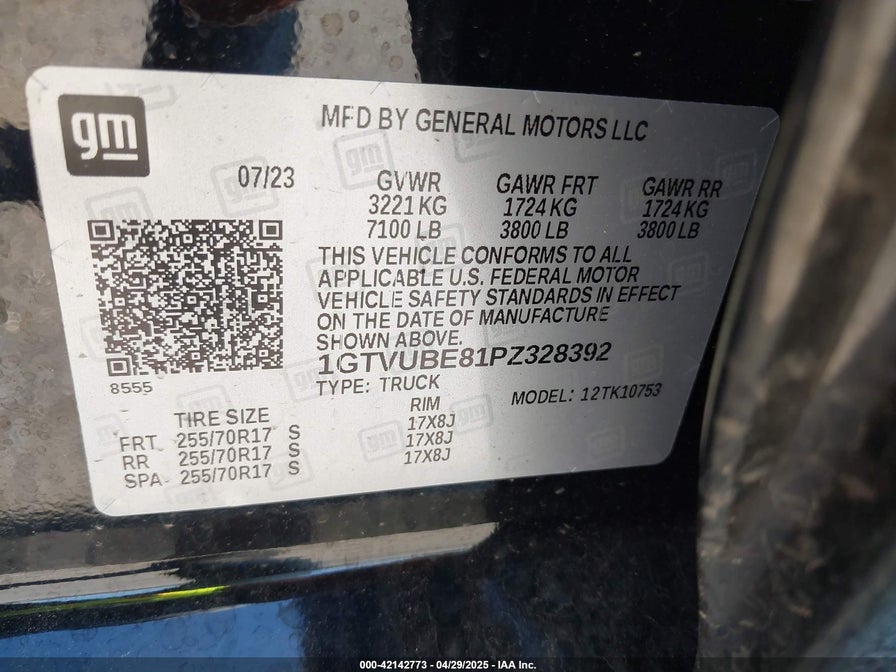 gm
MFD BY GENERAL MOTORS LLC
07/23
GVWR GAWR FRT GAWR RR
3221 KG 1724 KG 1724 KG
7100 LB 3800 LB 3800 LB
THIS VEHICLE CONFORMS TO ALL
APPLICABLE U.S. FEDERAL MOTOR
VEHICLE SAFETY STANDARDS IN EFFECT
ON THE DATE OF MANUFACTURE
SHOWN ABOVE.
1GTVUBE81PZ328392
8555
TYPE: TRUCK MODEL: 12TK10753
TIRE SIZE RIM
FRT 255/70R17 S 17X8J
RR 255/70R17 S 17X8J
SPA 255/70R17 S 17X8J
000-42142773 - 04/29/2025 - IAA Inc.